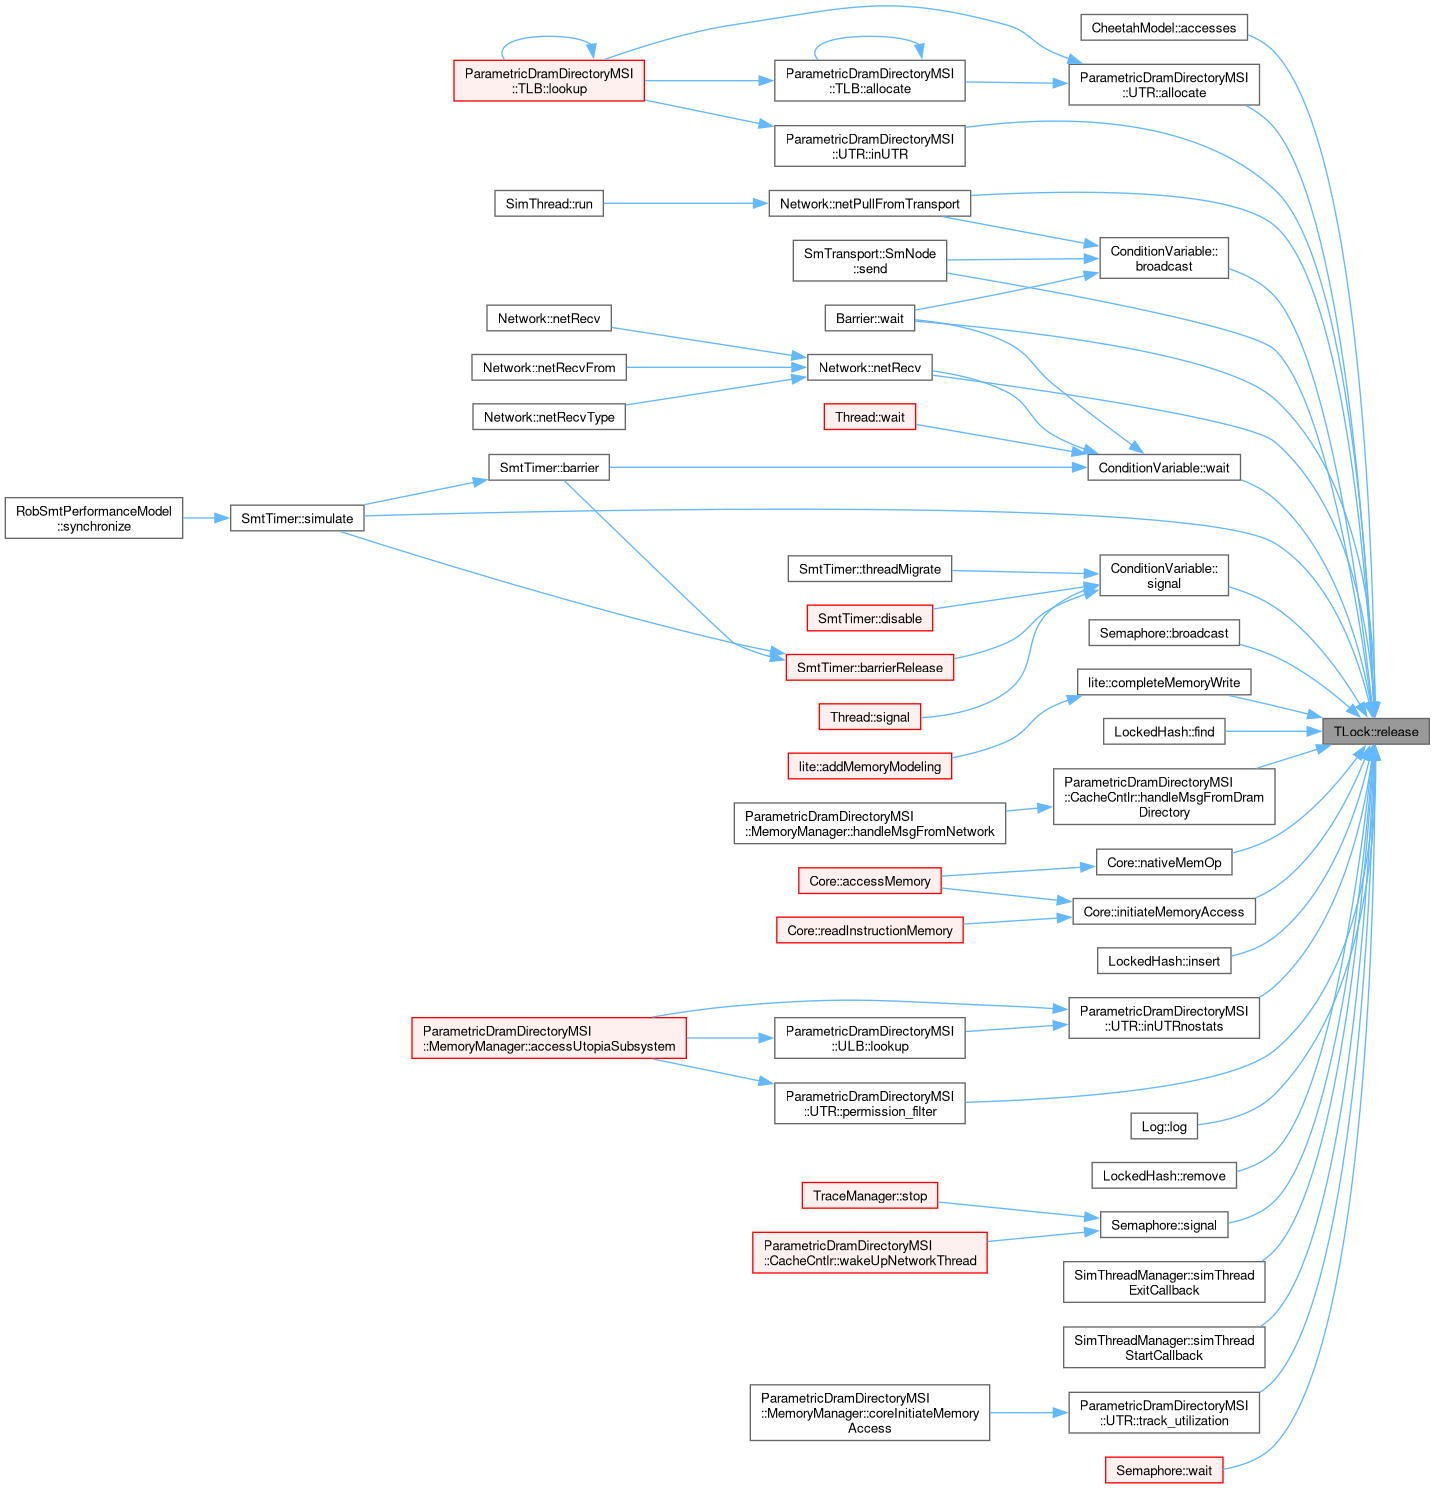 CheetahModel::accesses
ParametricDramDirectoryMSI
::TLB::lookup
ParametricDramDirectoryMSI
::TLB::allocate
ParametricDramDirectoryMSI
::UTR::allocate
ParametricDramDirectoryMSI
::UTR::inUTR
SimThread::run
Network::netPullFromTransport
SmTransport::SmNode
::send
ConditionVariable::
broadcast
Network::netRecv
Barrier::wait
Network::netRecvFrom
Network::netRecv
Network::netRecvType
Thread::wait
SmtTimer::barrier
ConditionVariable::wait
RobSmtPerformanceModel
::synchronize
SmtTimer::simulate
SmtTimer::threadMigrate
ConditionVariable::
signal
SmtTimer::disable
Semaphore::broadcast
SmtTimer::barrierRelease
lite::completeMemoryWrite
Thread::signal
LockedHash::find
TLock::release
lite::addMemoryModeling
ParametricDramDirectoryMSI
::CacheCntlr::handleMsgFromDram
Directory
ParametricDramDirectoryMSI
::MemoryManager::handleMsgFromNetwork
Core::nativeMemOp
Core::accessMemory
Core::initiateMemoryAccess
Core::readInstructionMemory
LockedHash::insert
ParametricDramDirectoryMSI
::UTR::inUTRnostats
ParametricDramDirectoryMSI
::MemoryManager::accessUtopiaSubsystem
ParametricDramDirectoryMSI
::ULB::lookup
ParametricDramDirectoryMSI
::UTR::permission_filter
Log::log
LockedHash::remove
TraceManager::stop
Semaphore::signal
ParametricDramDirectoryMSI
::CacheCntlr::wakeUpNetworkThread
SimThreadManager::simThread
ExitCallback
SimThreadManager::simThread
StartCallback
ParametricDramDirectoryMSI
::MemoryManager::coreInitiateMemory
Access
ParametricDramDirectoryMSI
::UTR::track_utilization
Semaphore::wait